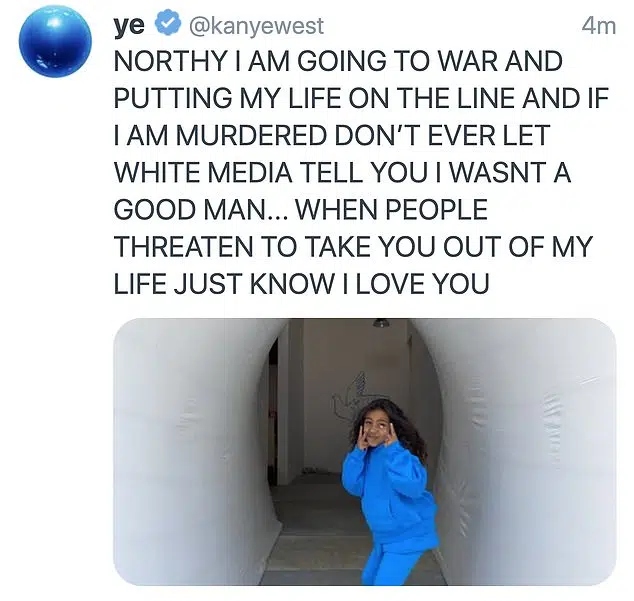 ye @kanyewest 4m
NORTHY I AM GOING TO WAR AND
PUTTING MY LIFE ON THE LINE AND IF
I AM MURDERED DON’T EVER LET
WHITE MEDIA TELL YOU I WASNT A
GOOD MAN... WHEN PEOPLE
THREATEN TO TAKE YOU OUT OF MY
LIFE JUST KNOW I LOVE YOU